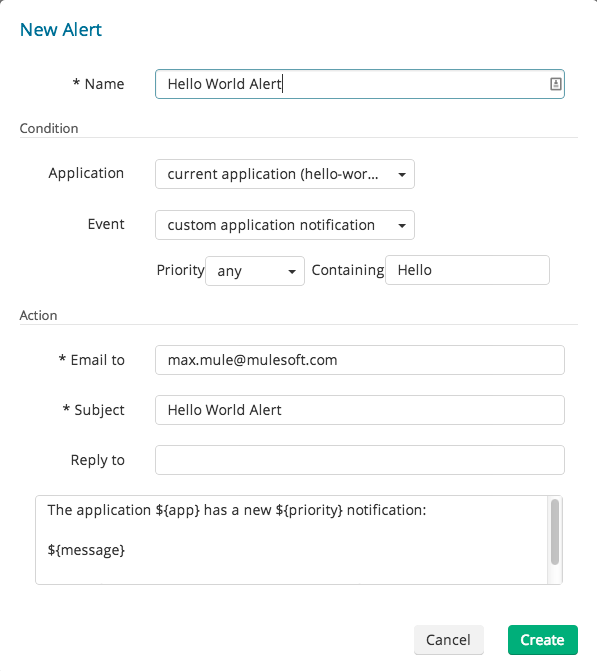 New Alert
* Name Hello World Alert
Condition
Application current application (hello-wor...
Event custom application notification
Priority any Containing Hello
Action
* Email to max.mule@mulesoft.com
* Subject Hello World Alert
Reply to
The application ${app} has a new ${priority} notification:
${message}
Cancel Create